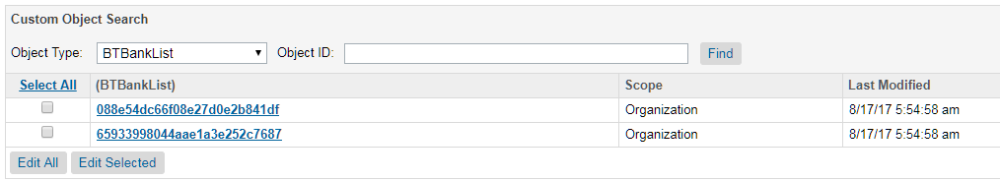 Custom Object Search
Object Type: BTBankList Object ID: Find
Select All (BTBankList) Scope Last Modified
088e54dc66f08e27d0e2b841df Organization 8/17/17 5:54:58 am
65933998044aae1a3e252c7687 Organization 8/17/17 5:54:58 am
Edit All Edit Selected